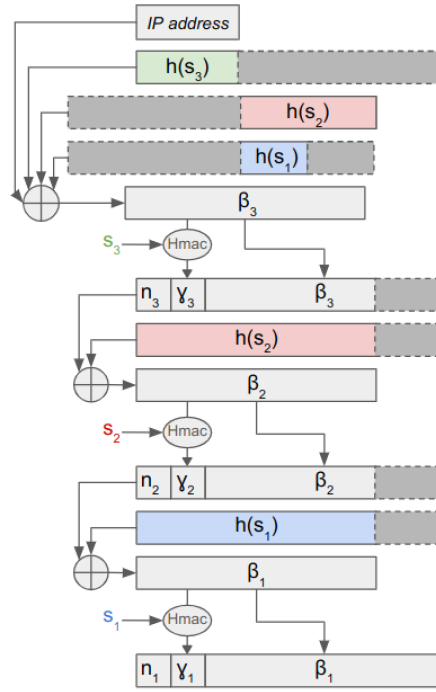 IP address
h(s₃)
h(s₂)
h(s₁)
β₃
s₃ Hmac
n₃ γ₃ β₃
h(s₂)
β₂
s₂ Hmac
n₂ γ₂ β₂
h(s₁)
β₁
s₁ Hmac
n₁ γ₁ β₁